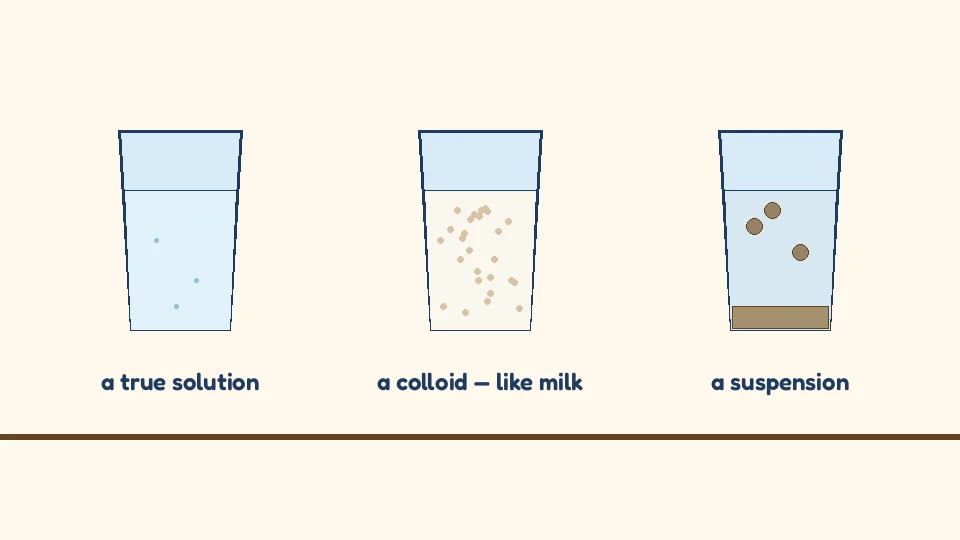 a true solution
a colloid — like milk
a suspension